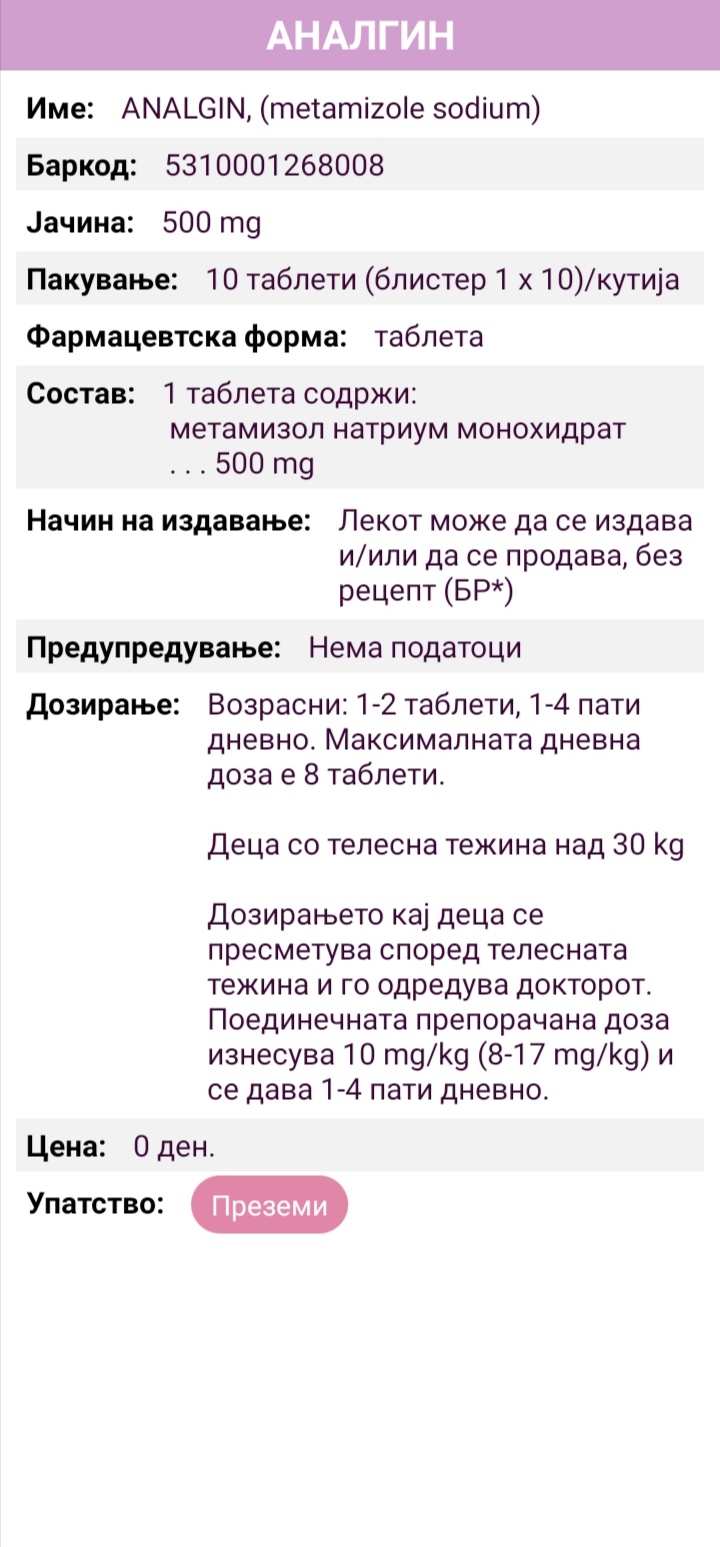 АНАЛГИН
Име: ANALGIN, (metamizole sodium)
Баркод: 5310001268008
Јачина: 500 mg
Пакување: 10 таблети (блистер 1 x 10)/кутија
Фармацевтска форма: таблета
Состав: 1 таблета содржи:
метамизол натриум монохидрат
. . . 500 mg
Начин на издавање: Лекот може да се издава
и/или да се продава, без
рецепт (БР*)
Предупредување: Нема податоци
Дозирање: Возрасни: 1-2 таблети, 1-4 пати
дневно. Максималната дневна
доза е 8 таблети.
Деца со телесна тежина над 30 kg
Дозирањето кај деца се
пресметува според телесната
тежина и го одредува докторот.
Поединечната препорачана доза
изнесува 10 mg/kg (8-17 mg/kg) и
се дава 1-4 пати дневно.
Цена: 0 ден.
Упатство: Преземи